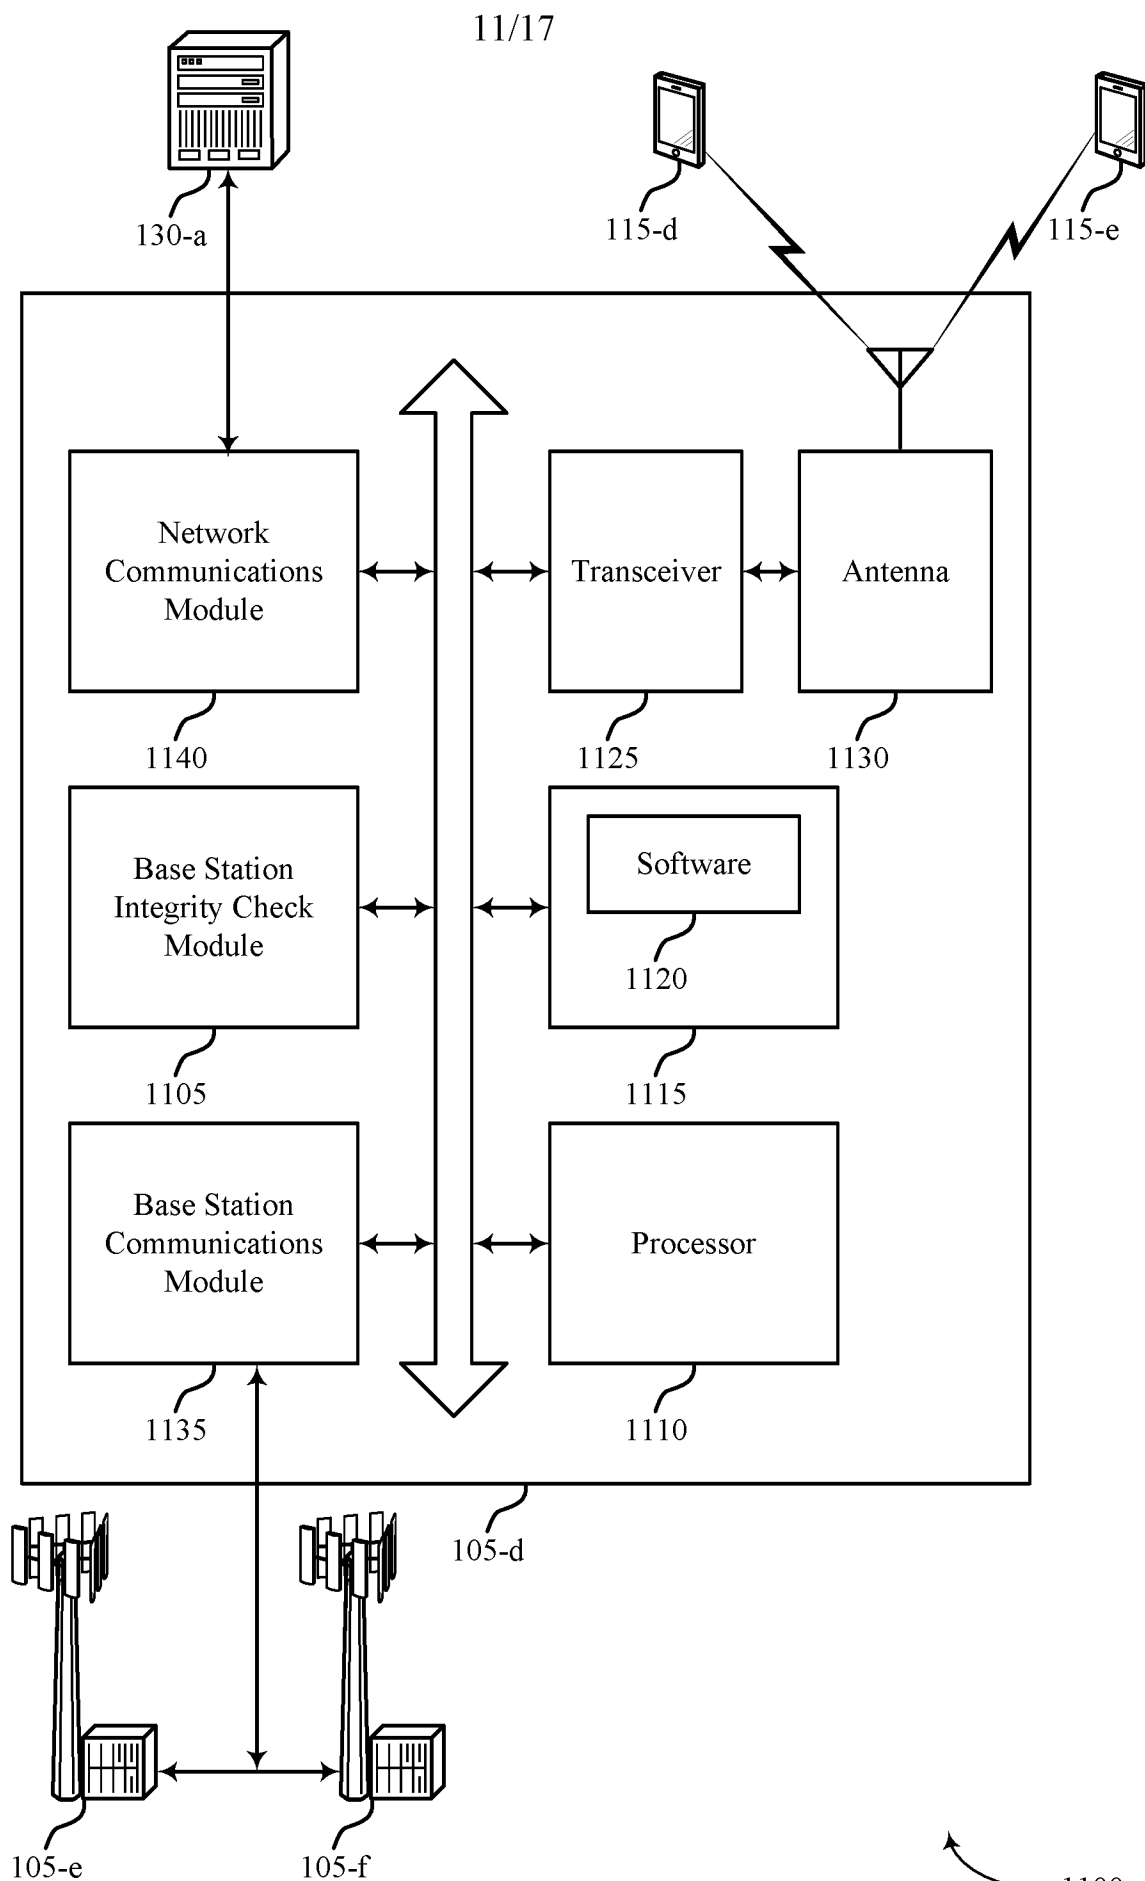 11/17
130-a
115-d
115-e
Network
Communications
Module
Transceiver
Antenna
1140
1125
1130
Base Station
Integrity Check
Module
Software
1120
1105
1115
Base Station
Communications
Module
Processor
1135
1110
105-d
105-e
105-f
1100